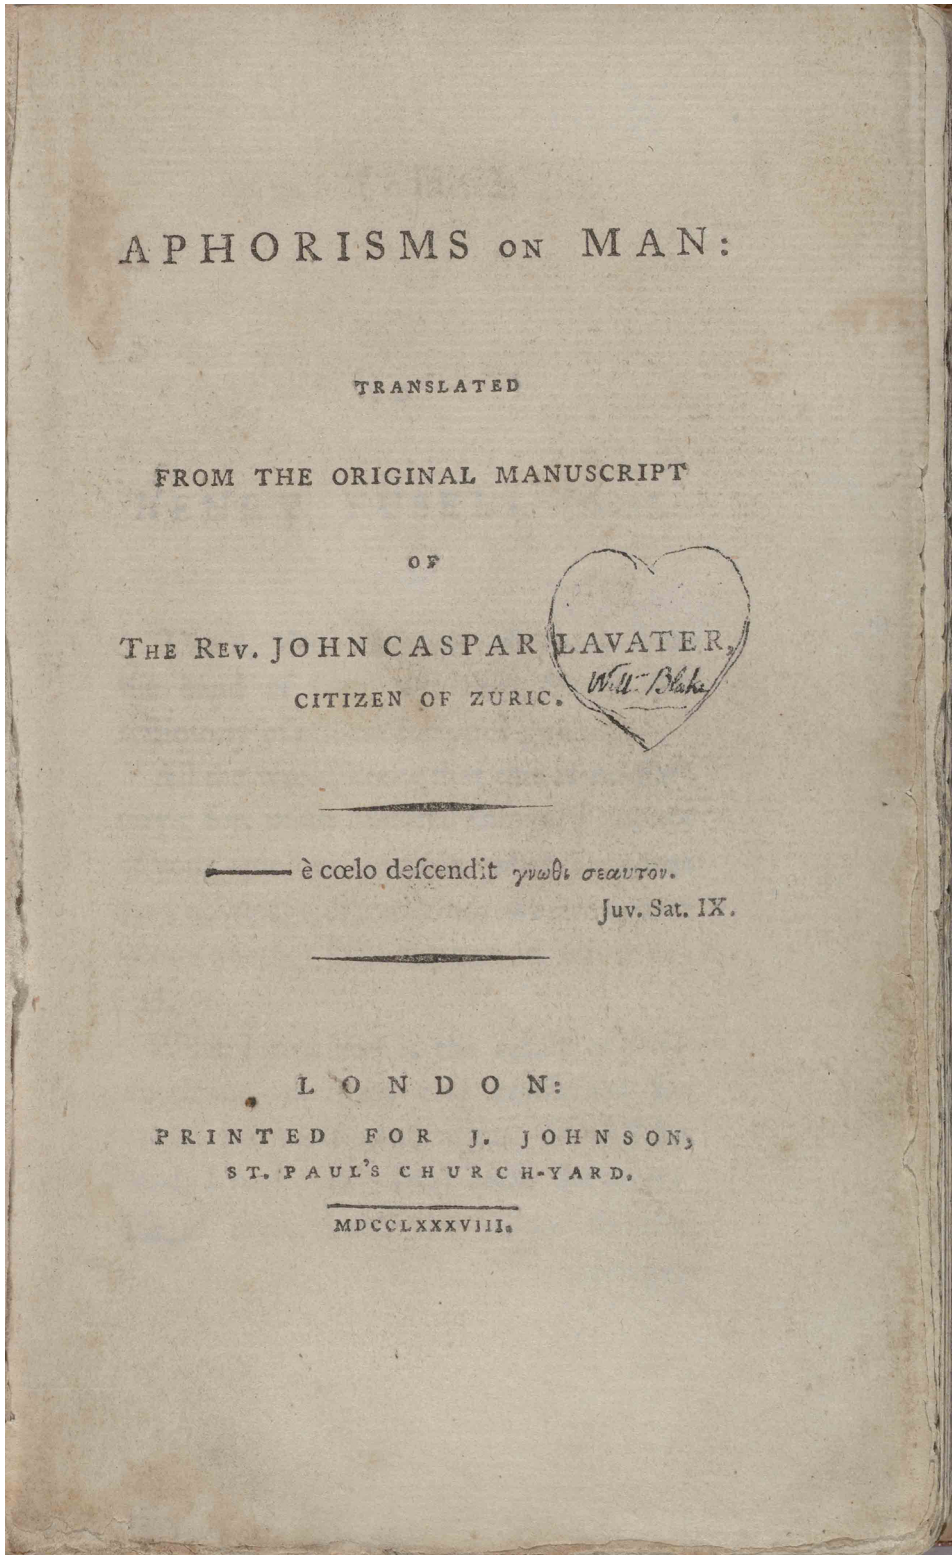 APHORISMS ON MAN:
TRANSLATED
FROM THE ORIGINAL MANUSCRIPT
OF
THE REV. JOHN CASPAR LAVATER,
Will.m Blake
CITIZEN OF ZURIC.
è cœlo deſcendit γνωθι σεαυτον.
Juv. Sat. IX.
LONDON:
PRINTED FOR J. JOHNSON,
ST. PAUL'S CHURCH-YARD.
MDCCLXXXVIII.